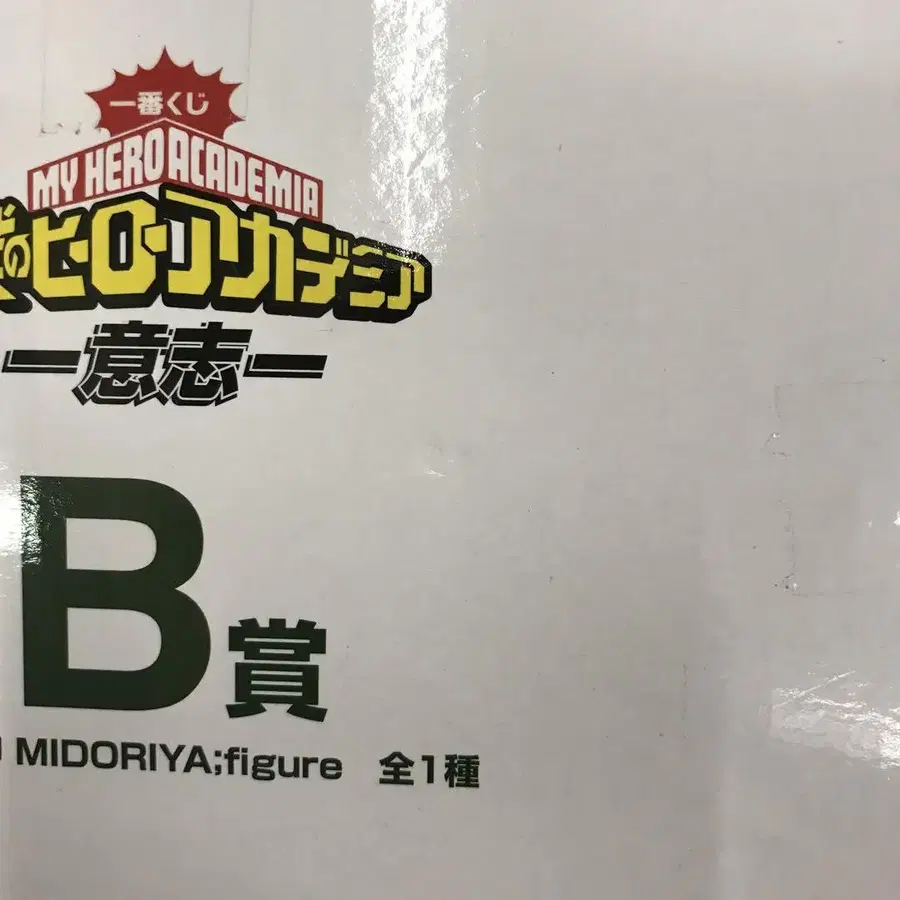 一番くじ
MY HERO ACADEMIA
のヒーローアカデミア
ー意志ー
B賞
MIDORIYA;figure 全1種